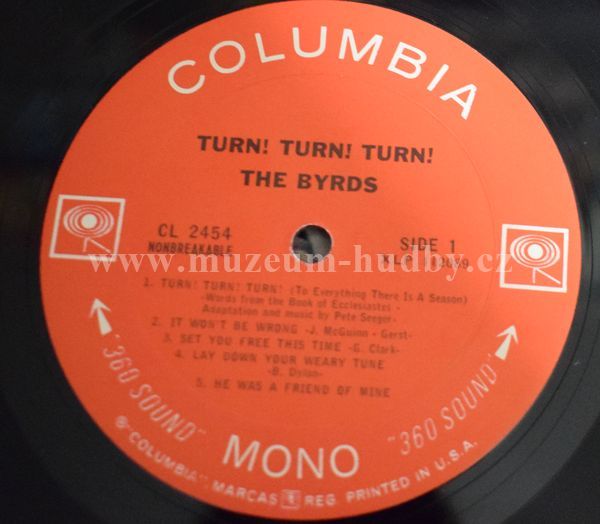 COLUMBIA
TURN! TURN! TURN!
THE BYRDS
CL 2454
NONBREAKABLE
SIDE 1
www.muzeum-hudby.cz
1. TURN! TURN! TURN! (To Everything There Is A Season)
-Words from the Book of Ecclesiastes -
Adaptation and music by Pete Seeger-
2. IT WON'T BE WRONG -J. McGuinn - Gerst-
3. SET YOU FREE THIS TIME -G. Clark-
4. LAY DOWN YOUR WEARY TUNE
-B. Dylan-
5. HE WAS A FRIEND OF MINE
"360 SOUND"
MONO
"360 SOUND"
"COLUMBIA", MARCAS REG. PRINTED IN U.S.A.